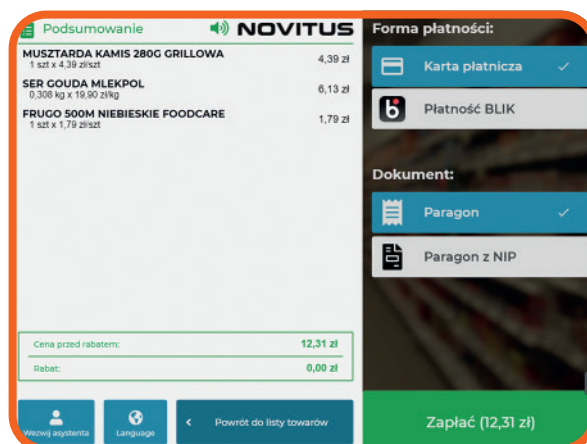 Podsumowanie
NOVITUS
MUSZTARDA KAMIS 280G GRILLOWA
1 szt x 4,39 zł/szt
4,39 zł
SER GOUDA MLEKPOL
0,308 kg x 19,90 zł/kg
6,13 zł
FRUGO 500M NIEBIESKIE FOODCARE
1 szt x 1,79 zł/szt
1,79 zł
Cena przed rabatem:
12,31 zł
Rabat:
0,00 zł
Wezwij asystenta
Language
Powrót do listy towarów
Forma płatności:
Karta płatnicza
Płatność BLIK
Dokument:
Paragon
Paragon z NIP
Zapłać (12,31 zł)